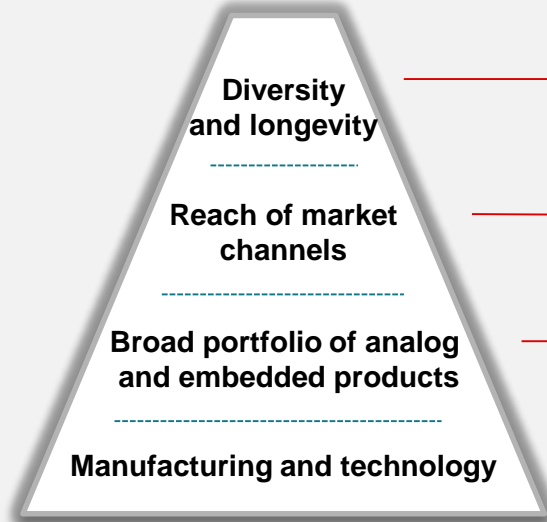 Diversity
and longevity
Reach of market
channels
Broad portfolio of analog
and embedded products
Manufacturing and technology